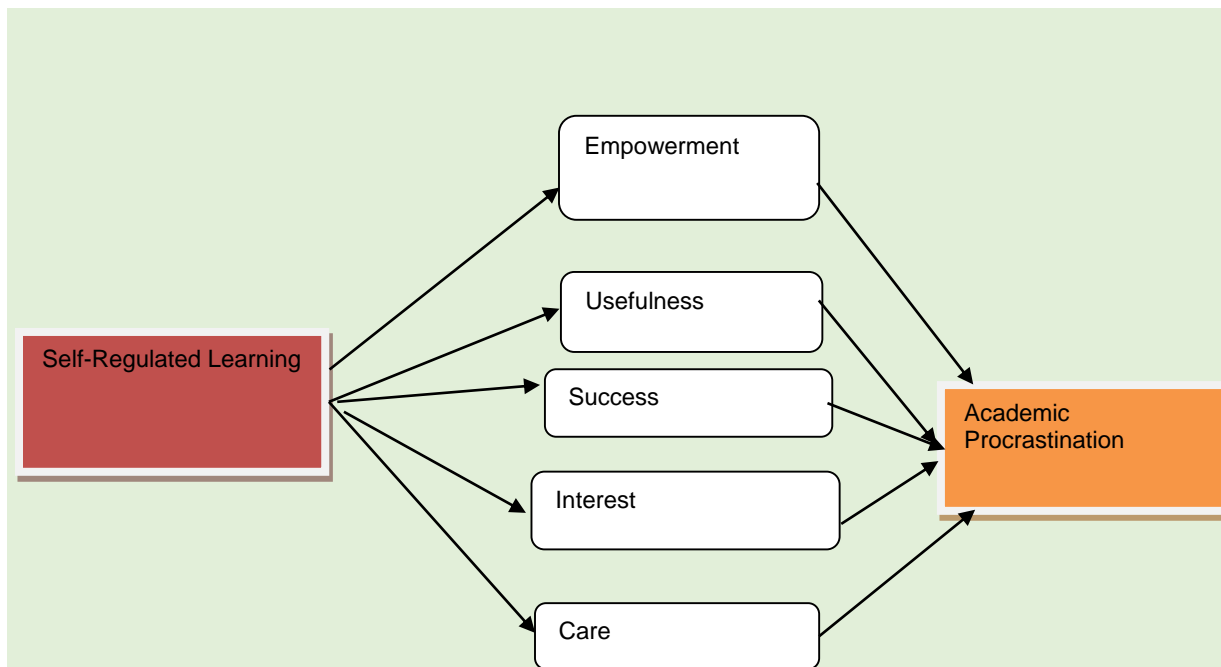 Empowerment
Usefulness
Self-Regulated Learning
Success
Academic
Procrastination
Interest
Care